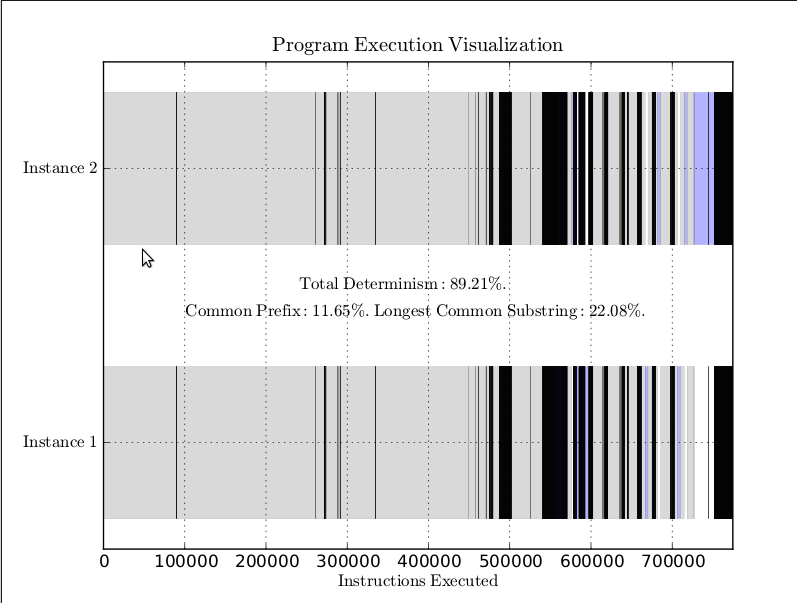 Program Execution Visualization
Instance 2
Total Determinism: 89.21%.
Common Prefix: 11.65%. Longest Common Substring: 22.08%.
Instance 1
0 100000 200000 300000 400000 500000 600000 700000
Instructions Executed